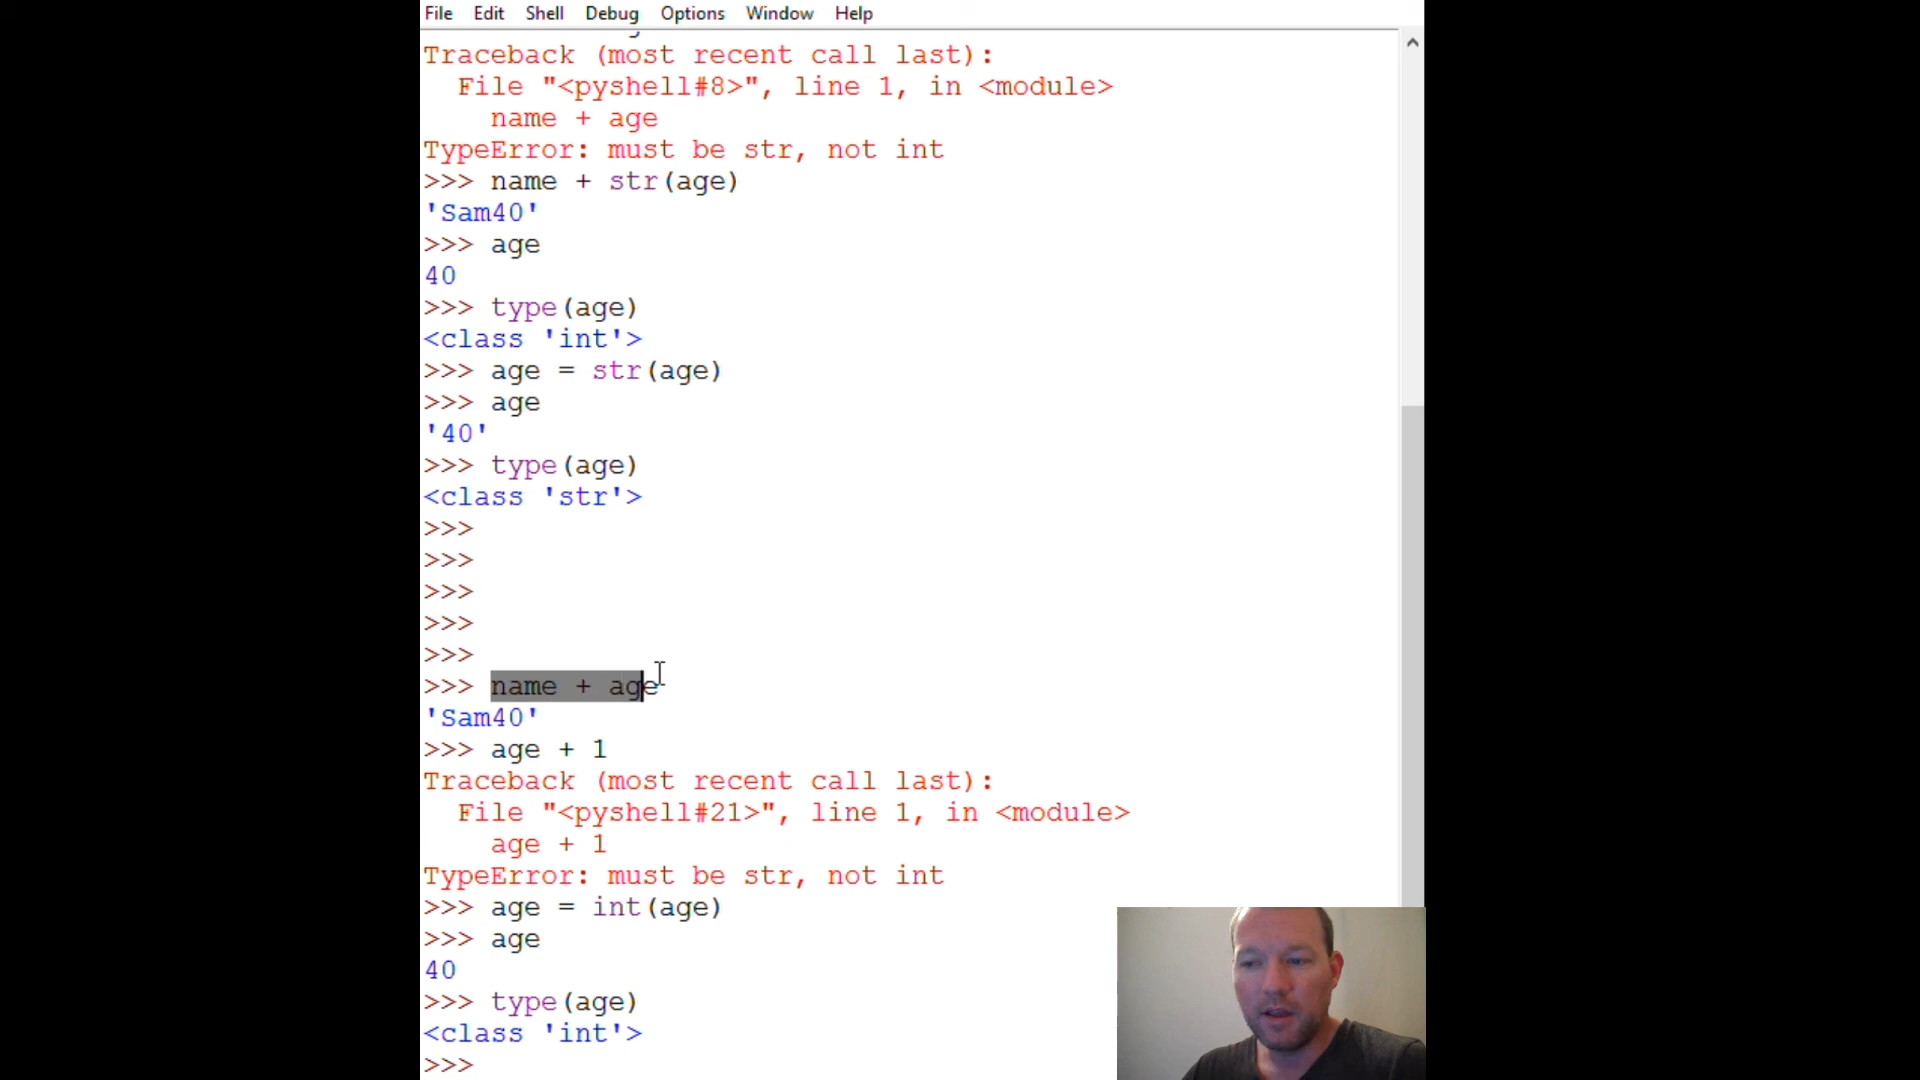 File Edit Shell Debug Options Window Help
Traceback (most recent call last):
  File "<pyshell#8>", line 1, in <module>
    name + age
TypeError: must be str, not int
>>> name + str(age)
'Sam40'
>>> age
40
>>> type(age)
<class 'int'>
>>> age = str(age)
>>> age
'40'
>>> type(age)
<class 'str'>
>>>
>>>
>>>
>>>
>>>
>>> name + age
'Sam40'
>>> age + 1
Traceback (most recent call last):
  File "<pyshell#21>", line 1, in <module>
    age + 1
TypeError: must be str, not int
>>> age = int(age)
>>> age
40
>>> type(age)
<class 'int'>
>>>